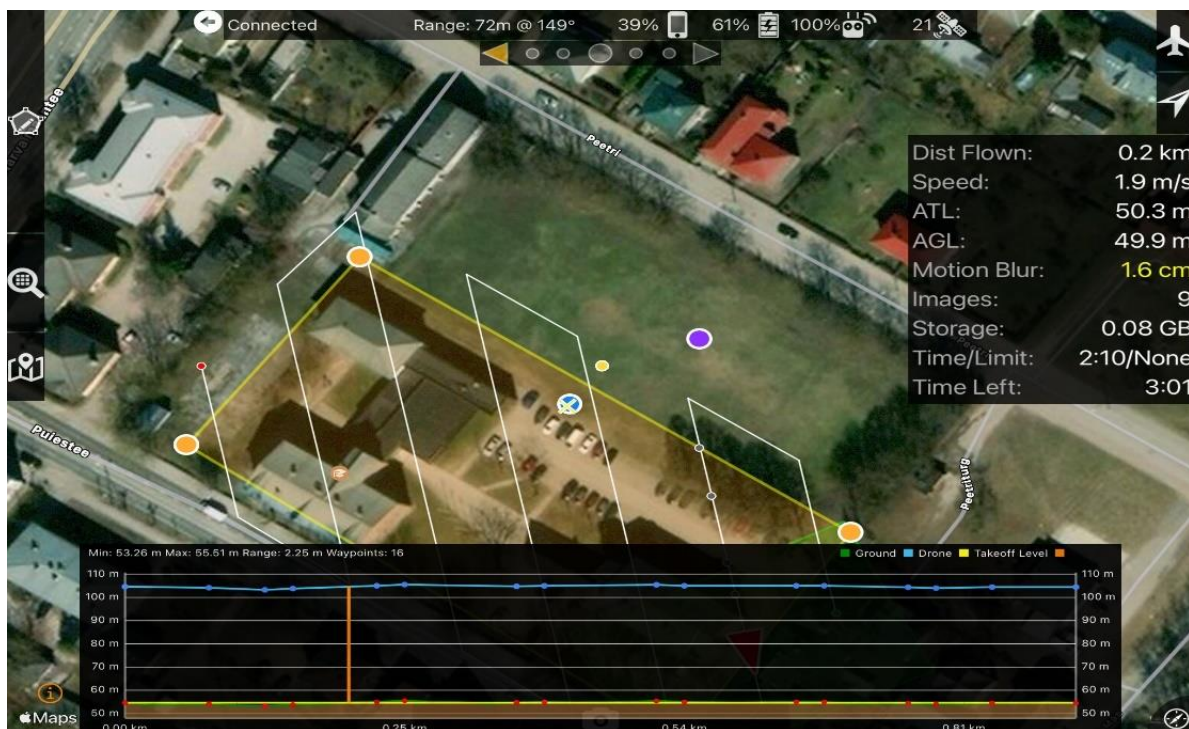 Connected Range: 72m @ 149° 39% 61% 100% 21
Peetri
Dist Flown: 0.2 km
Speed: 1.9 m/s
ATL: 50.3 m
AGL: 49.9 m
Motion Blur: 1.6 cm
Images: 9
Storage: 0.08 GB
Time/Limit: 2:10/None
Time Left: 3:01
Puiestee
Peetriturg
Min: 53.26 m Max: 55.51 m Range: 2.25 m Waypoints: 16
Ground Drone Takeoff Level
110 m 110 m
100 m 100 m
90 m 90 m
80 m 80 m
70 m 70 m
60 m 60 m
50 m 50 m
0.00 km 0.25 km 0.54 km 0.81 km
Maps